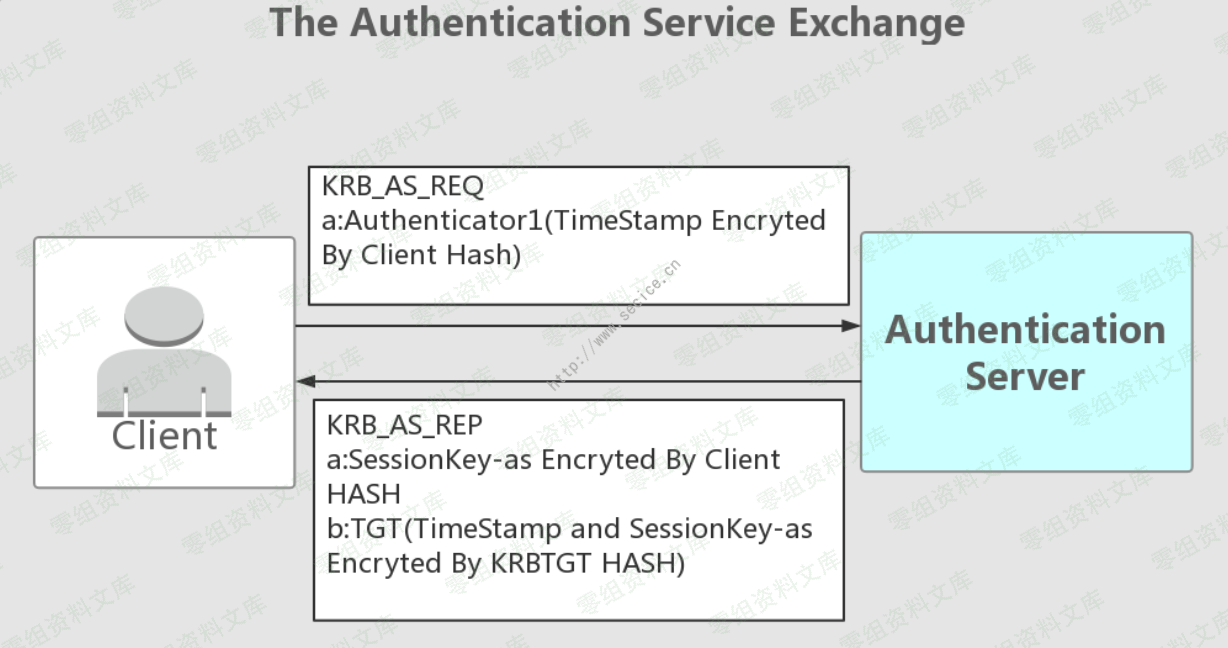 The Authentication Service Exchange
KRB_AS_REQ
a:Authenticator1(TimeStamp Encryted
By Client Hash)
Client
Authentication
Server
http://www.secice.cn
KRB_AS_REP
a:SessionKey-as Encryted By Client
HASH
b:TGT(TimeStamp and SessionKey-as
Encryted By KRBTGT HASH)
零组资料文库